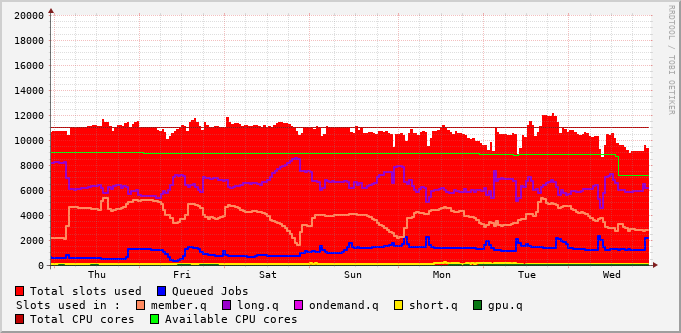 RRDTOOL / TOBI OETIKER
20000
18000
16000
14000
12000
10000
8000
6000
4000
2000
0
Thu Fri Sat Sun Mon Tue Wed
Total slots used Queued Jobs
Slots used in : member.q long.q ondemand.q short.q gpu.q
Total CPU cores Available CPU cores